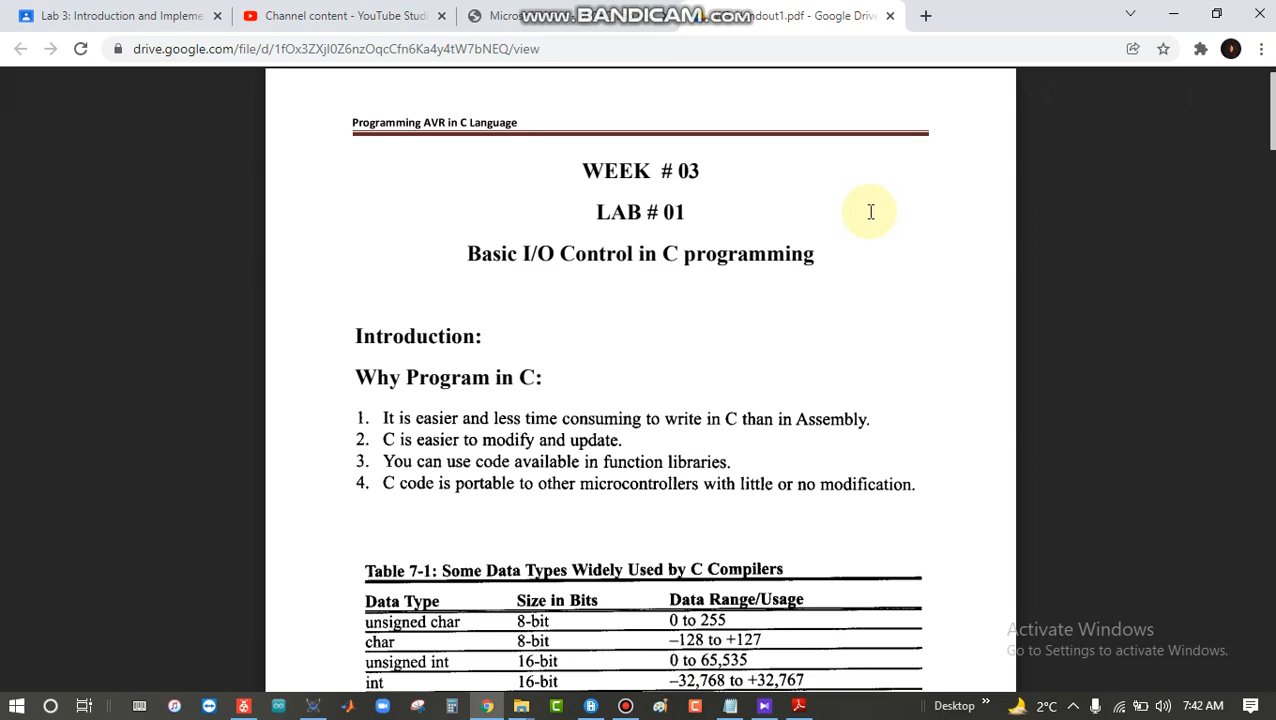 Lab 3: Introduction and Impleme
Channel content - YouTube Studi
Micros
www.BANDICAM.com
ndout1.pdf - Google Drive
drive.google.com/file/d/1fOx3ZXjI0Z6nzOqcCfn6Ka4y4tW7bNEQ/view
Programming AVR in C Language
WEEK # 03
LAB # 01
Basic I/O Control in C programming
Introduction:
Why Program in C:
1. It is easier and less time consuming to write in C than in Assembly.
2. C is easier to modify and update.
3. You can use code available in function libraries.
4. C code is portable to other microcontrollers with little or no modification.
Table 7-1: Some Data Types Widely Used by C Compilers
Data Type Size in Bits Data Range/Usage
unsigned char 8-bit 0 to 255
char 8-bit –128 to +127
unsigned int 16-bit 0 to 65,535
int 16-bit –32,768 to +32,767
Activate Windows
Go to Settings to activate Windows.
Desktop
2°C
7:42 AM